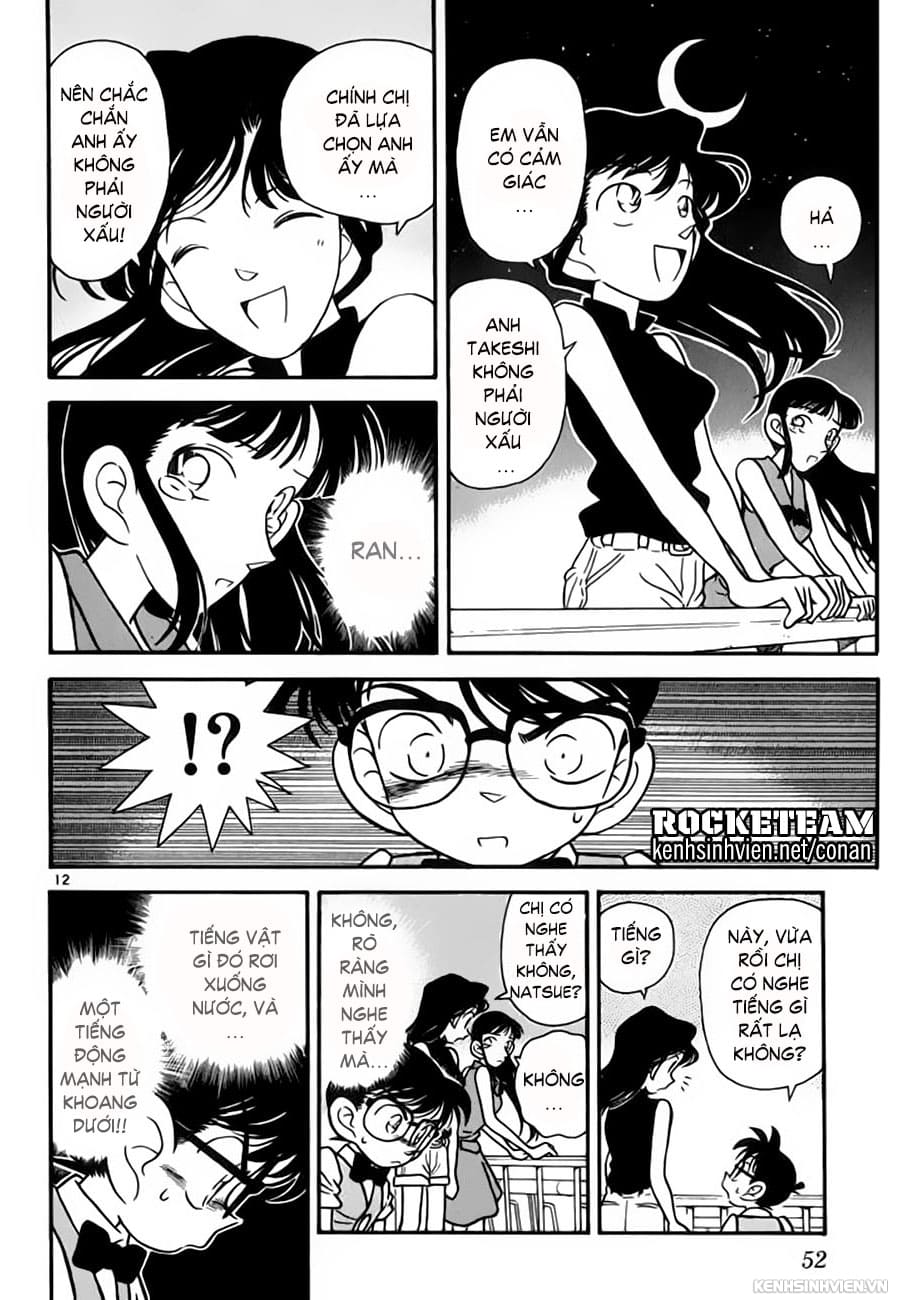 HẢ
...
EM VẪN
CÓ CẢM
GIÁC
...
ANH
TAKESHI
KHÔNG
PHẢI
NGƯỜI
XẤU
...
CHÍNH CHỊ
ĐÃ LỰA
CHỌN ANH
ẤY MÀ
...
NÊN CHẮC
CHẮN
ANH ẤY
KHÔNG
PHẢI
NGƯỜI
XẤU!
RAN...
!?
ROCKETEAM
kenhsinhvien.net/conan
12
NÀY, VỪA
RỒI CHỊ
CÓ NGHE
TIẾNG GÌ
RẤT LẠ
KHÔNG?
TIẾNG
GÌ?
CHỊ CÓ
NGHE
THẤY
KHÔNG,
NATSUE?
KHÔNG
KHÔNG,
RÕ
RÀNG
MÌNH
NGHE
THẤY
MÀ...
TIẾNG VẬT
GÌ ĐÓ RƠI
XUỐNG
NƯỚC, VÀ
...
MỘT
TIẾNG
ĐỘNG
MẠNH TỪ
KHOANG
DƯỚI!!
52
KENHSINHVIEN.VN